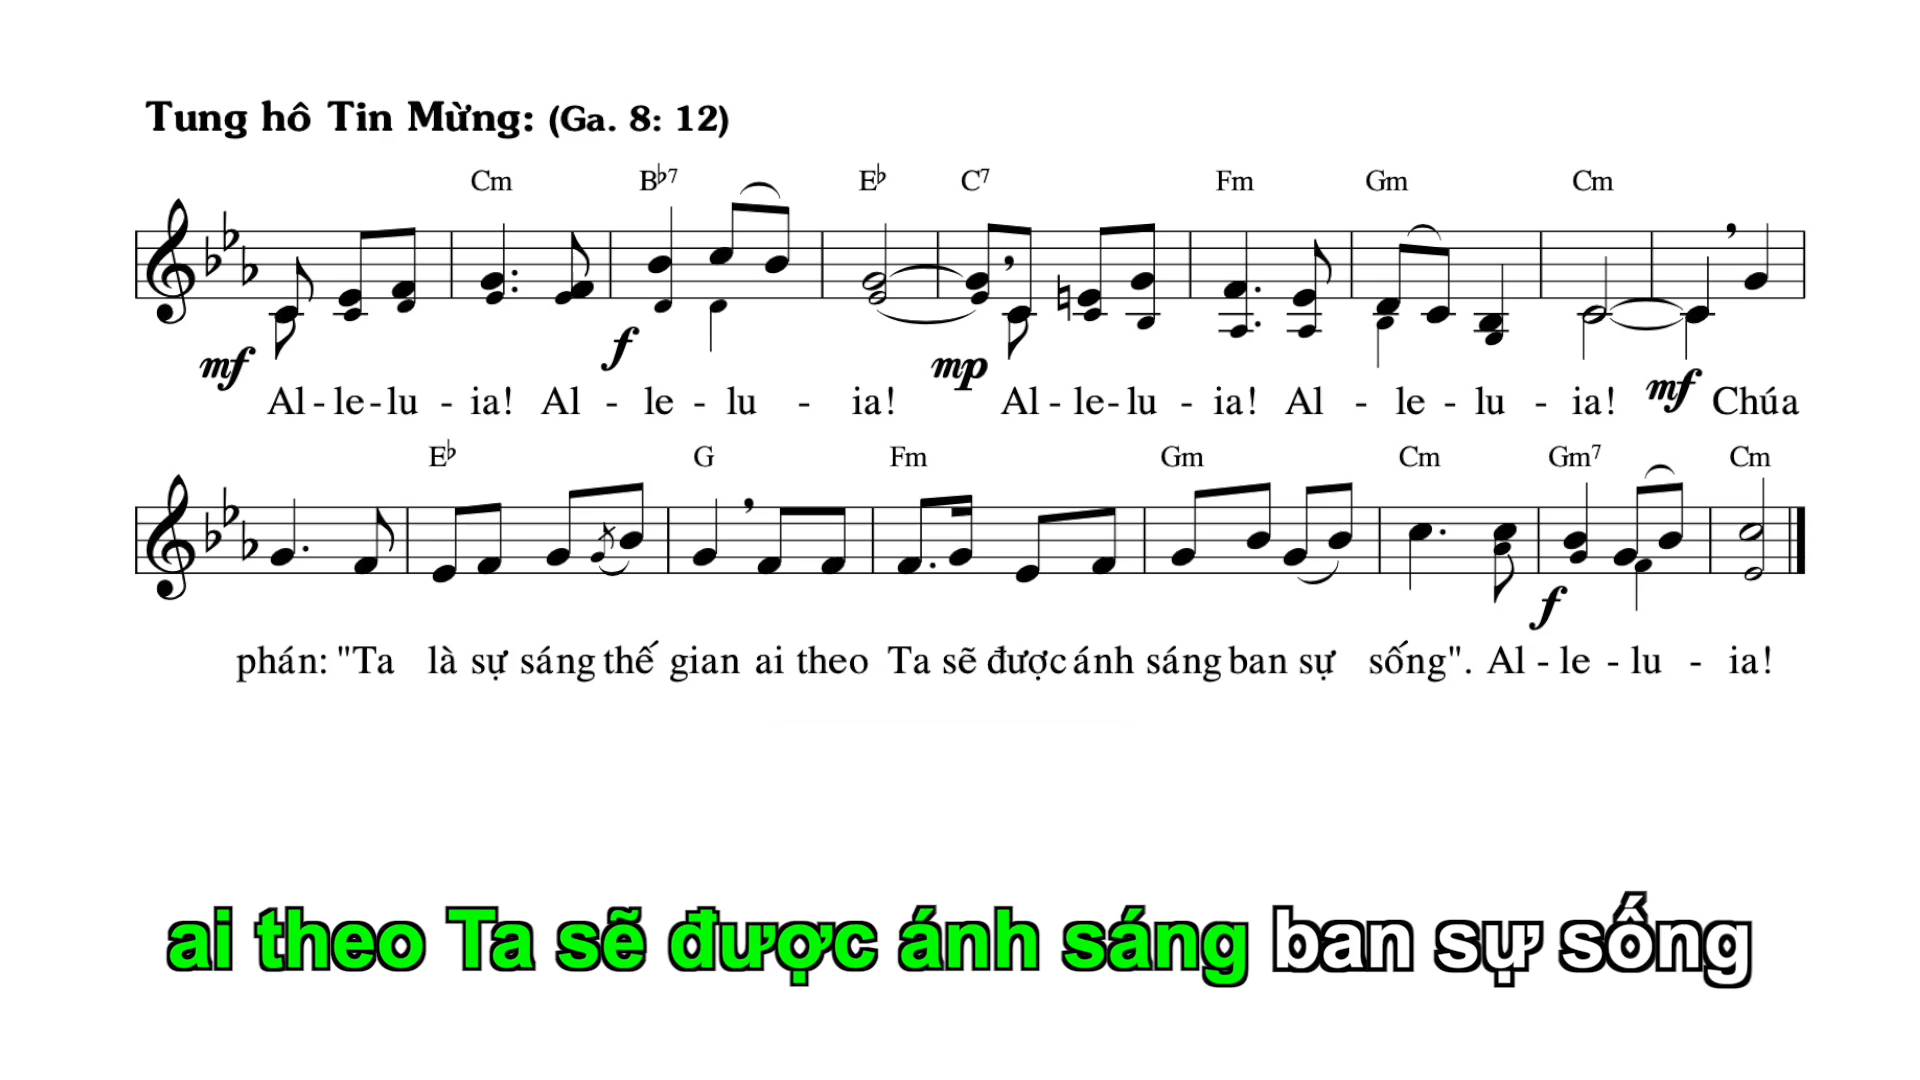 Tung hô Tin Mừng: (Ga. 8: 12)
Cm B♭7 E♭ C7 Fm Gm Cm
mf f mp mf
Al - le - lu - ia! Al - le - lu - ia! Al - le - lu - ia! Al - le - lu - ia! Chúa
E♭ G Fm Gm Cm Gm7 Cm
f
phán: "Ta là sự sáng thế gian ai theo Ta sẽ được ánh sáng ban sự sống". Al - le - lu - ia!
ai theo Ta sẽ được ánh sáng ban sự sống